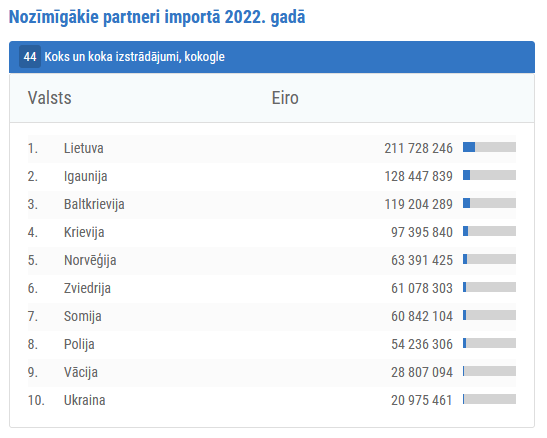 Nozīmīgākie partneri importā 2022. gadā
44 Koks un koka izstrādājumi, kokogle
Valsts Eiro
1. Lietuva 211 728 246
2. Igaunija 128 447 839
3. Baltkrievija 119 204 289
4. Krievija 97 395 840
5. Norvēģija 63 391 425
6. Zviedrija 61 078 303
7. Somija 60 842 104
8. Polija 54 236 306
9. Vācija 28 807 094
10. Ukraina 20 975 461